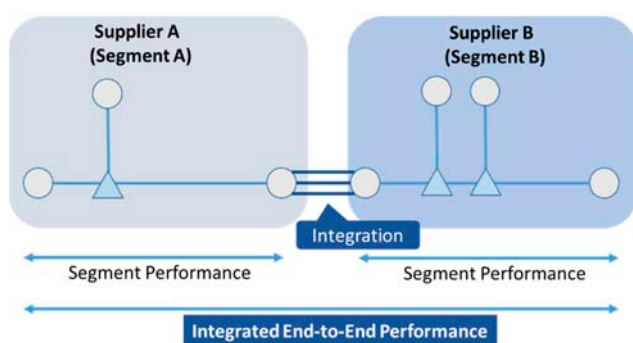 Supplier A
(Segment A)
Supplier B
(Segment B)
Integration
Segment Performance
Segment Performance
Integrated End-to-End Performance